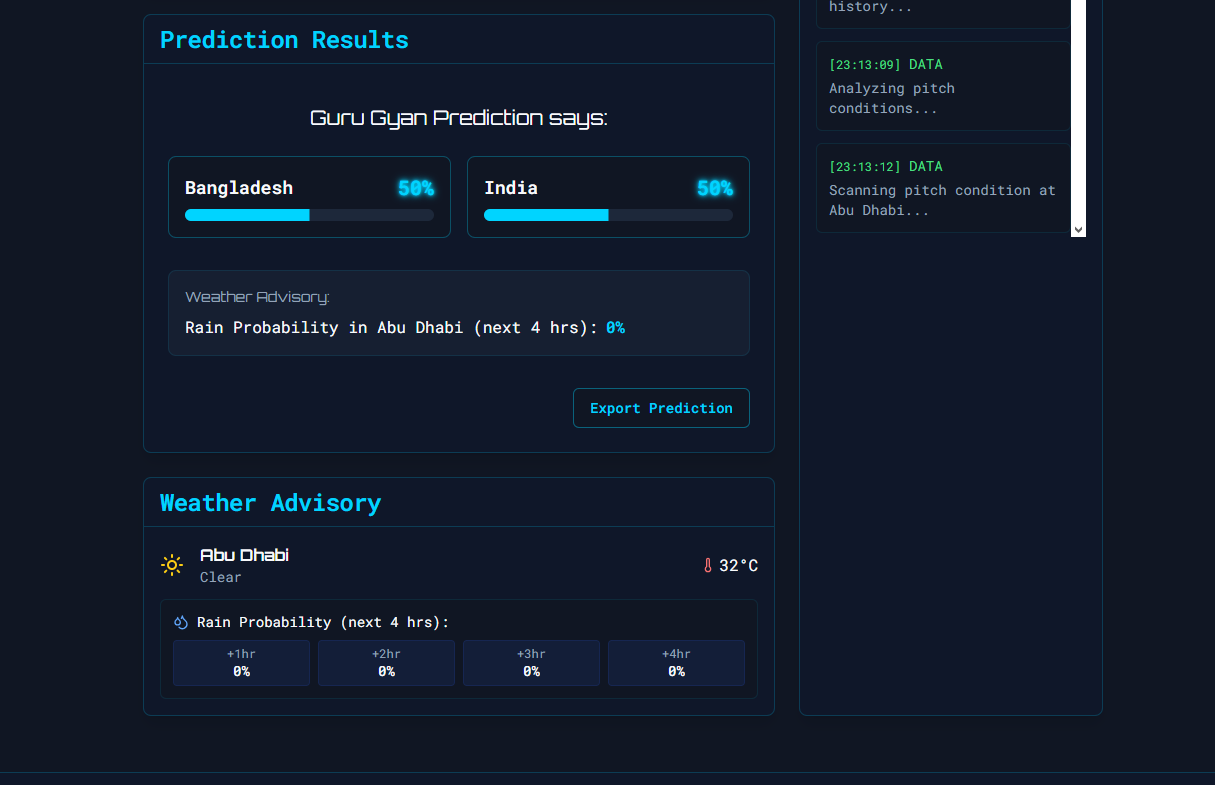 Prediction Results
Guru Gyan Prediction says:
Bangladesh 50%
India 50%
Weather Advisory:
Rain Probability in Abu Dhabi (next 4 hrs): 0%
Export Prediction
Weather Advisory
Abu Dhabi
Clear
32°C
Rain Probability (next 4 hrs):
+1hr
0%
+2hr
0%
+3hr
0%
+4hr
0%
history...
[23:13:09] DATA
Analyzing pitch
conditions...
[23:13:12] DATA
Scanning pitch condition at
Abu Dhabi...